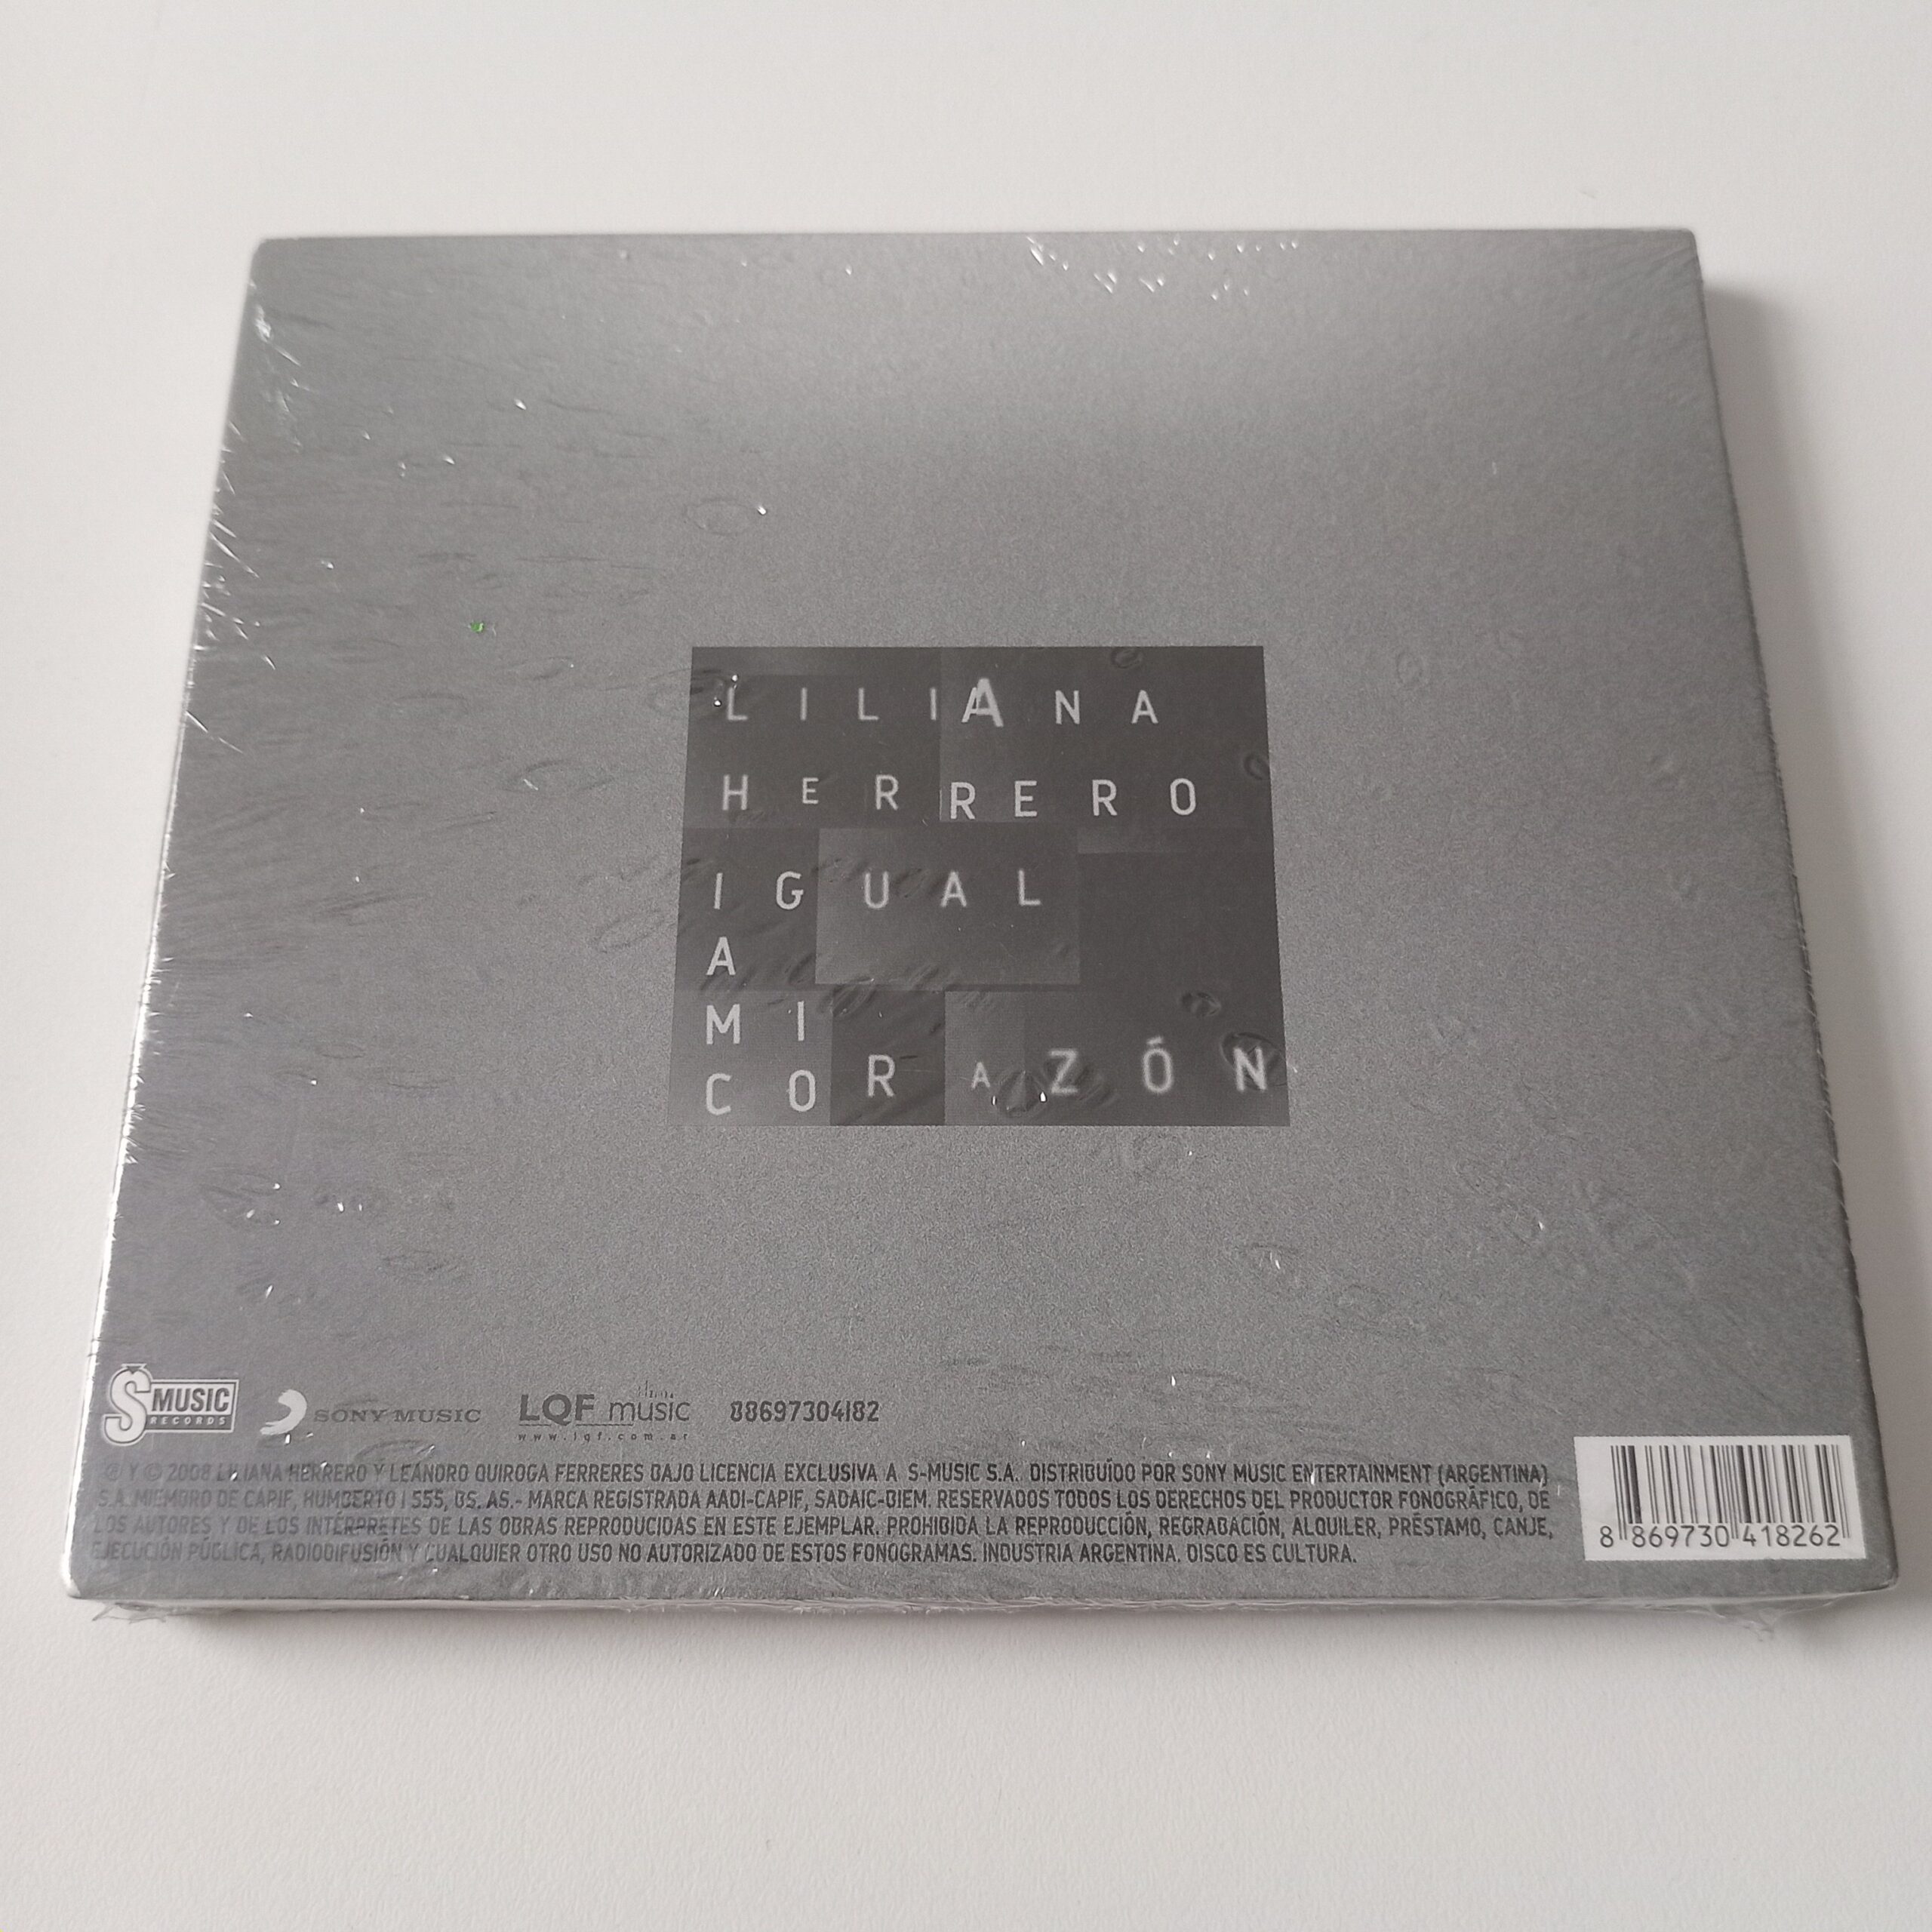 LILIANA
HERRERO
IGUAL
A
MI
CORAZÓN
S MUSIC
RECORDS
SONY MUSIC
LQF music
www.lqf.com.ar
88697304182
℗ Y © 2008 LILIANA HERRERO Y LEANDRO QUIROGA FERRERES BAJO LICENCIA EXCLUSIVA A S-MUSIC S.A. DISTRIBUÍDO POR SONY MUSIC ENTERTAINMENT (ARGENTINA)
S.A. MIEMBRO DE CAPIF, HUMBERTO I 555, BS. AS.- MARCA REGISTRADA AADI-CAPIF, SADAIC-BIEM. RESERVADOS TODOS LOS DERECHOS DEL PRODUCTOR FONOGRÁFICO, DE
LOS AUTORES Y DE LOS INTÉRPRETES DE LAS OBRAS REPRODUCIDAS EN ESTE EJEMPLAR. PROHIBIDA LA REPRODUCCIÓN, REGRABACIÓN, ALQUILER, PRÉSTAMO, CANJE,
EJECUCIÓN PÚBLICA, RADIODIFUSIÓN Y CUALQUIER OTRO USO NO AUTORIZADO DE ESTOS FONOGRAMAS. INDUSTRIA ARGENTINA. DISCO ES CULTURA.
8 869730 418262